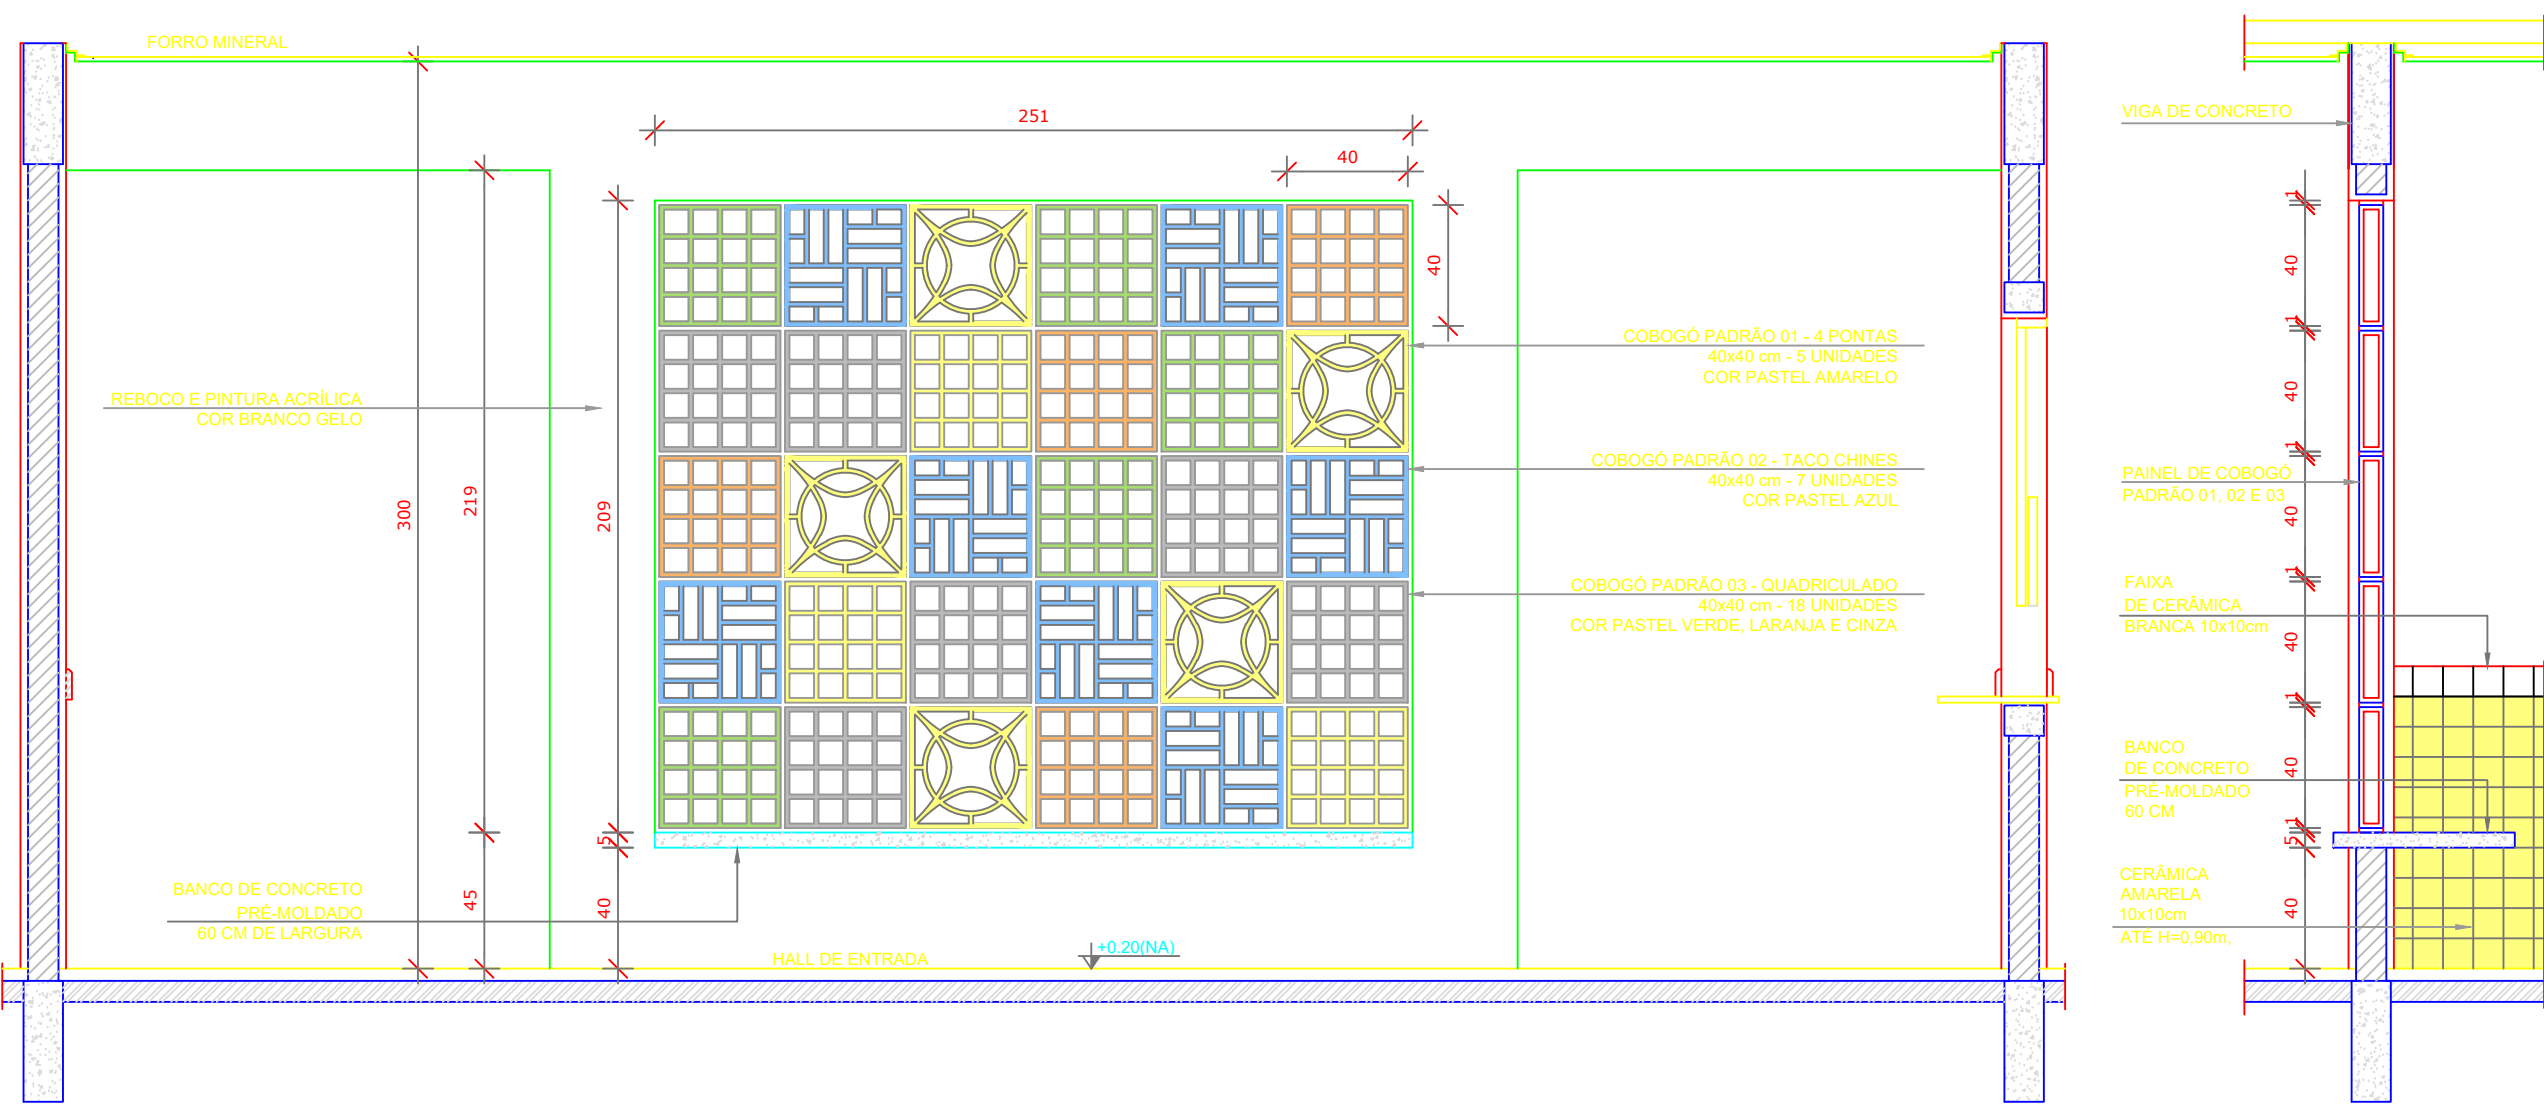 FORRO MINERAL
251
40
40
300
219
209
5
45
40
REBOCO E PINTURA ACRÍLICA
COR BRANCO GELO
COBOGÓ PADRÃO 01 - 4 PONTAS
40x40 cm - 5 UNIDADES
COR PASTEL AMARELO
COBOGÓ PADRÃO 02 - TACO CHINES
40x40 cm - 7 UNIDADES
COR PASTEL AZUL
COBOGÓ PADRÃO 03 - QUADRICULADO
40x40 cm - 18 UNIDADES
COR PASTEL VERDE, LARANJA E CINZA
BANCO DE CONCRETO
PRÉ-MOLDADO
60 CM DE LARGURA
HALL DE ENTRADA
+0.20(NA)
VIGA DE CONCRETO
PAINEL DE COBOGÓ
PADRÃO 01, 02 E 03
FAIXA
DE CERÂMICA
BRANCA 10x10cm
BANCO
DE CONCRETO
PRÉ-MOLDADO
60 CM
CERÂMICA
AMARELA
10x10cm
ATÉ H=0.90m.
1
40
1
40
1
40
1
40
1
40
1
5
40